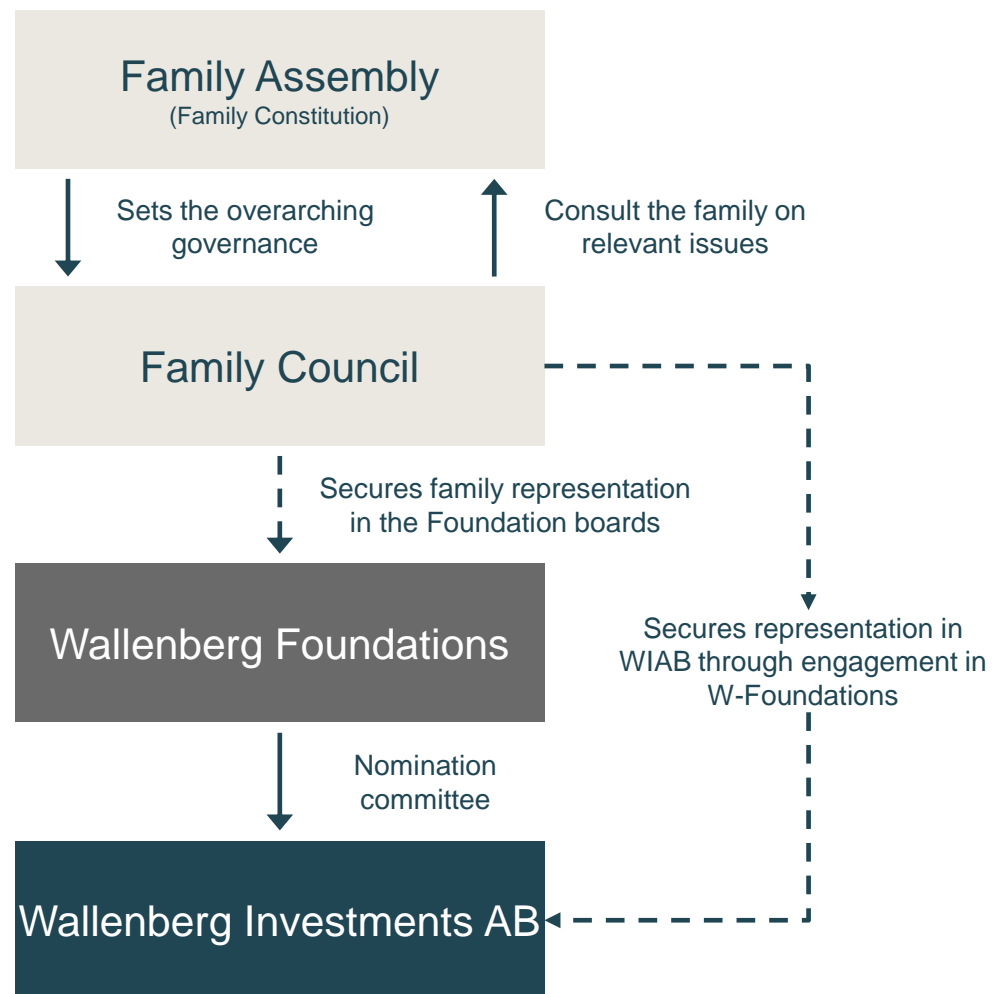 Family Assembly
(Family Constitution)
Sets the overarching
governance
Consult the family on
relevant issues
Family Council
Secures family representation
in the Foundation boards
Wallenberg Foundations
Secures representation in
WIAB through engagement in
W-Foundations
Nomination
committee
Wallenberg Investments AB